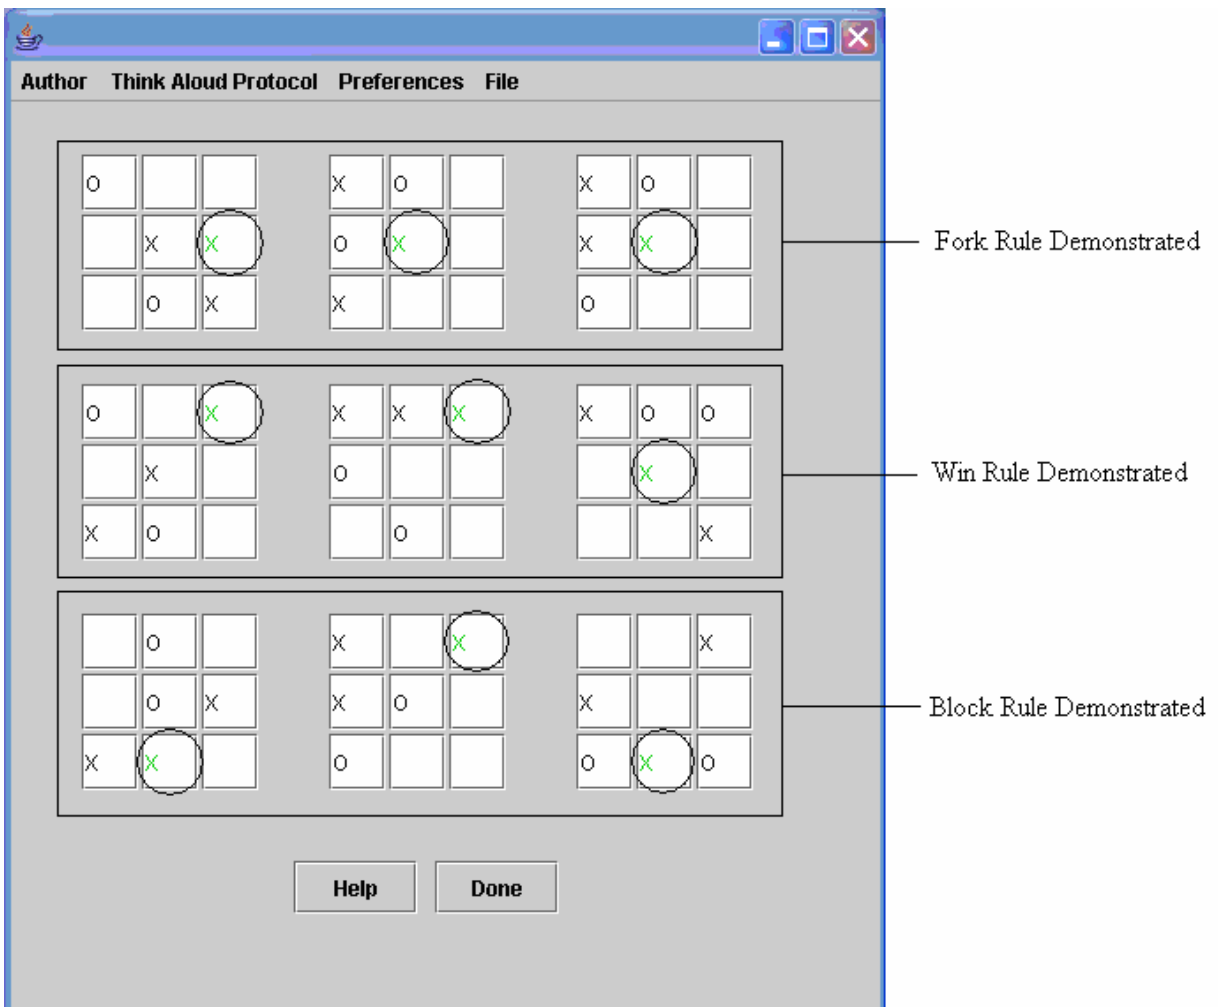 Author Think Aloud Protocol Preferences File
O X O X O
X X O X X X
O X X O
Fork Rule Demonstrated
O X X X X X O O
X O X
X O O X
Win Rule Demonstrated
O X X X
O X X O X
X X O O X O
Block Rule Demonstrated
Help Done